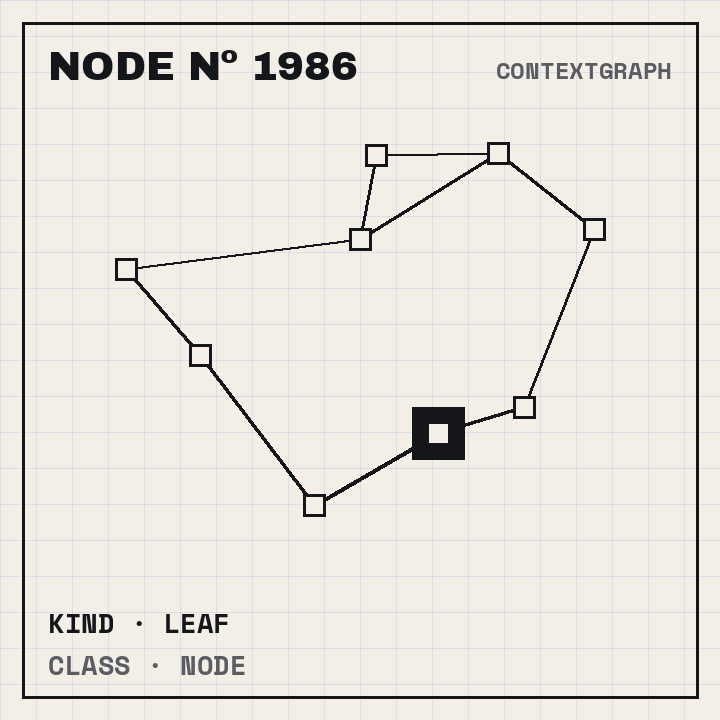 NODE Nº 1986
CONTEXTGRAPH
KIND · LEAF
CLASS · NODE